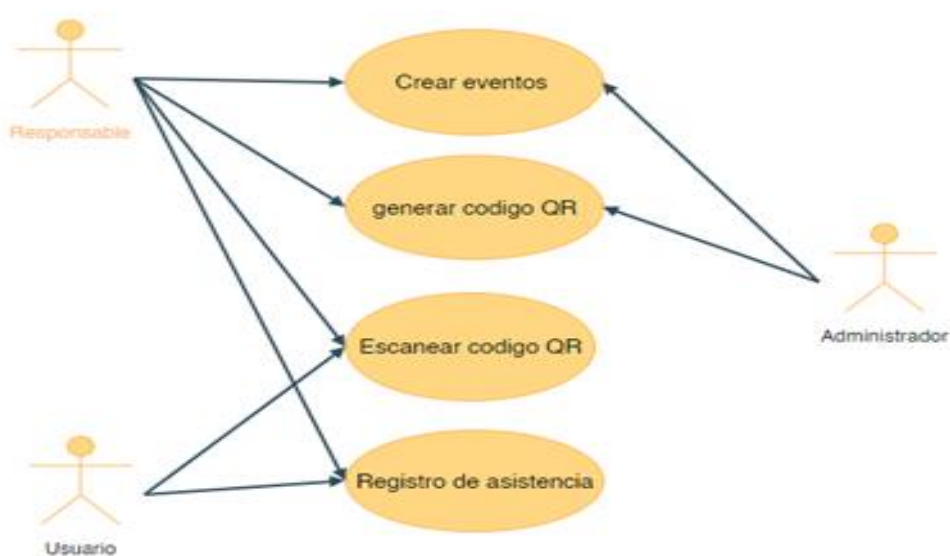 Crear eventos
Responsable
generar codigo QR
Administrador
Escanear codigo QR
Registro de asistencia
Usuario